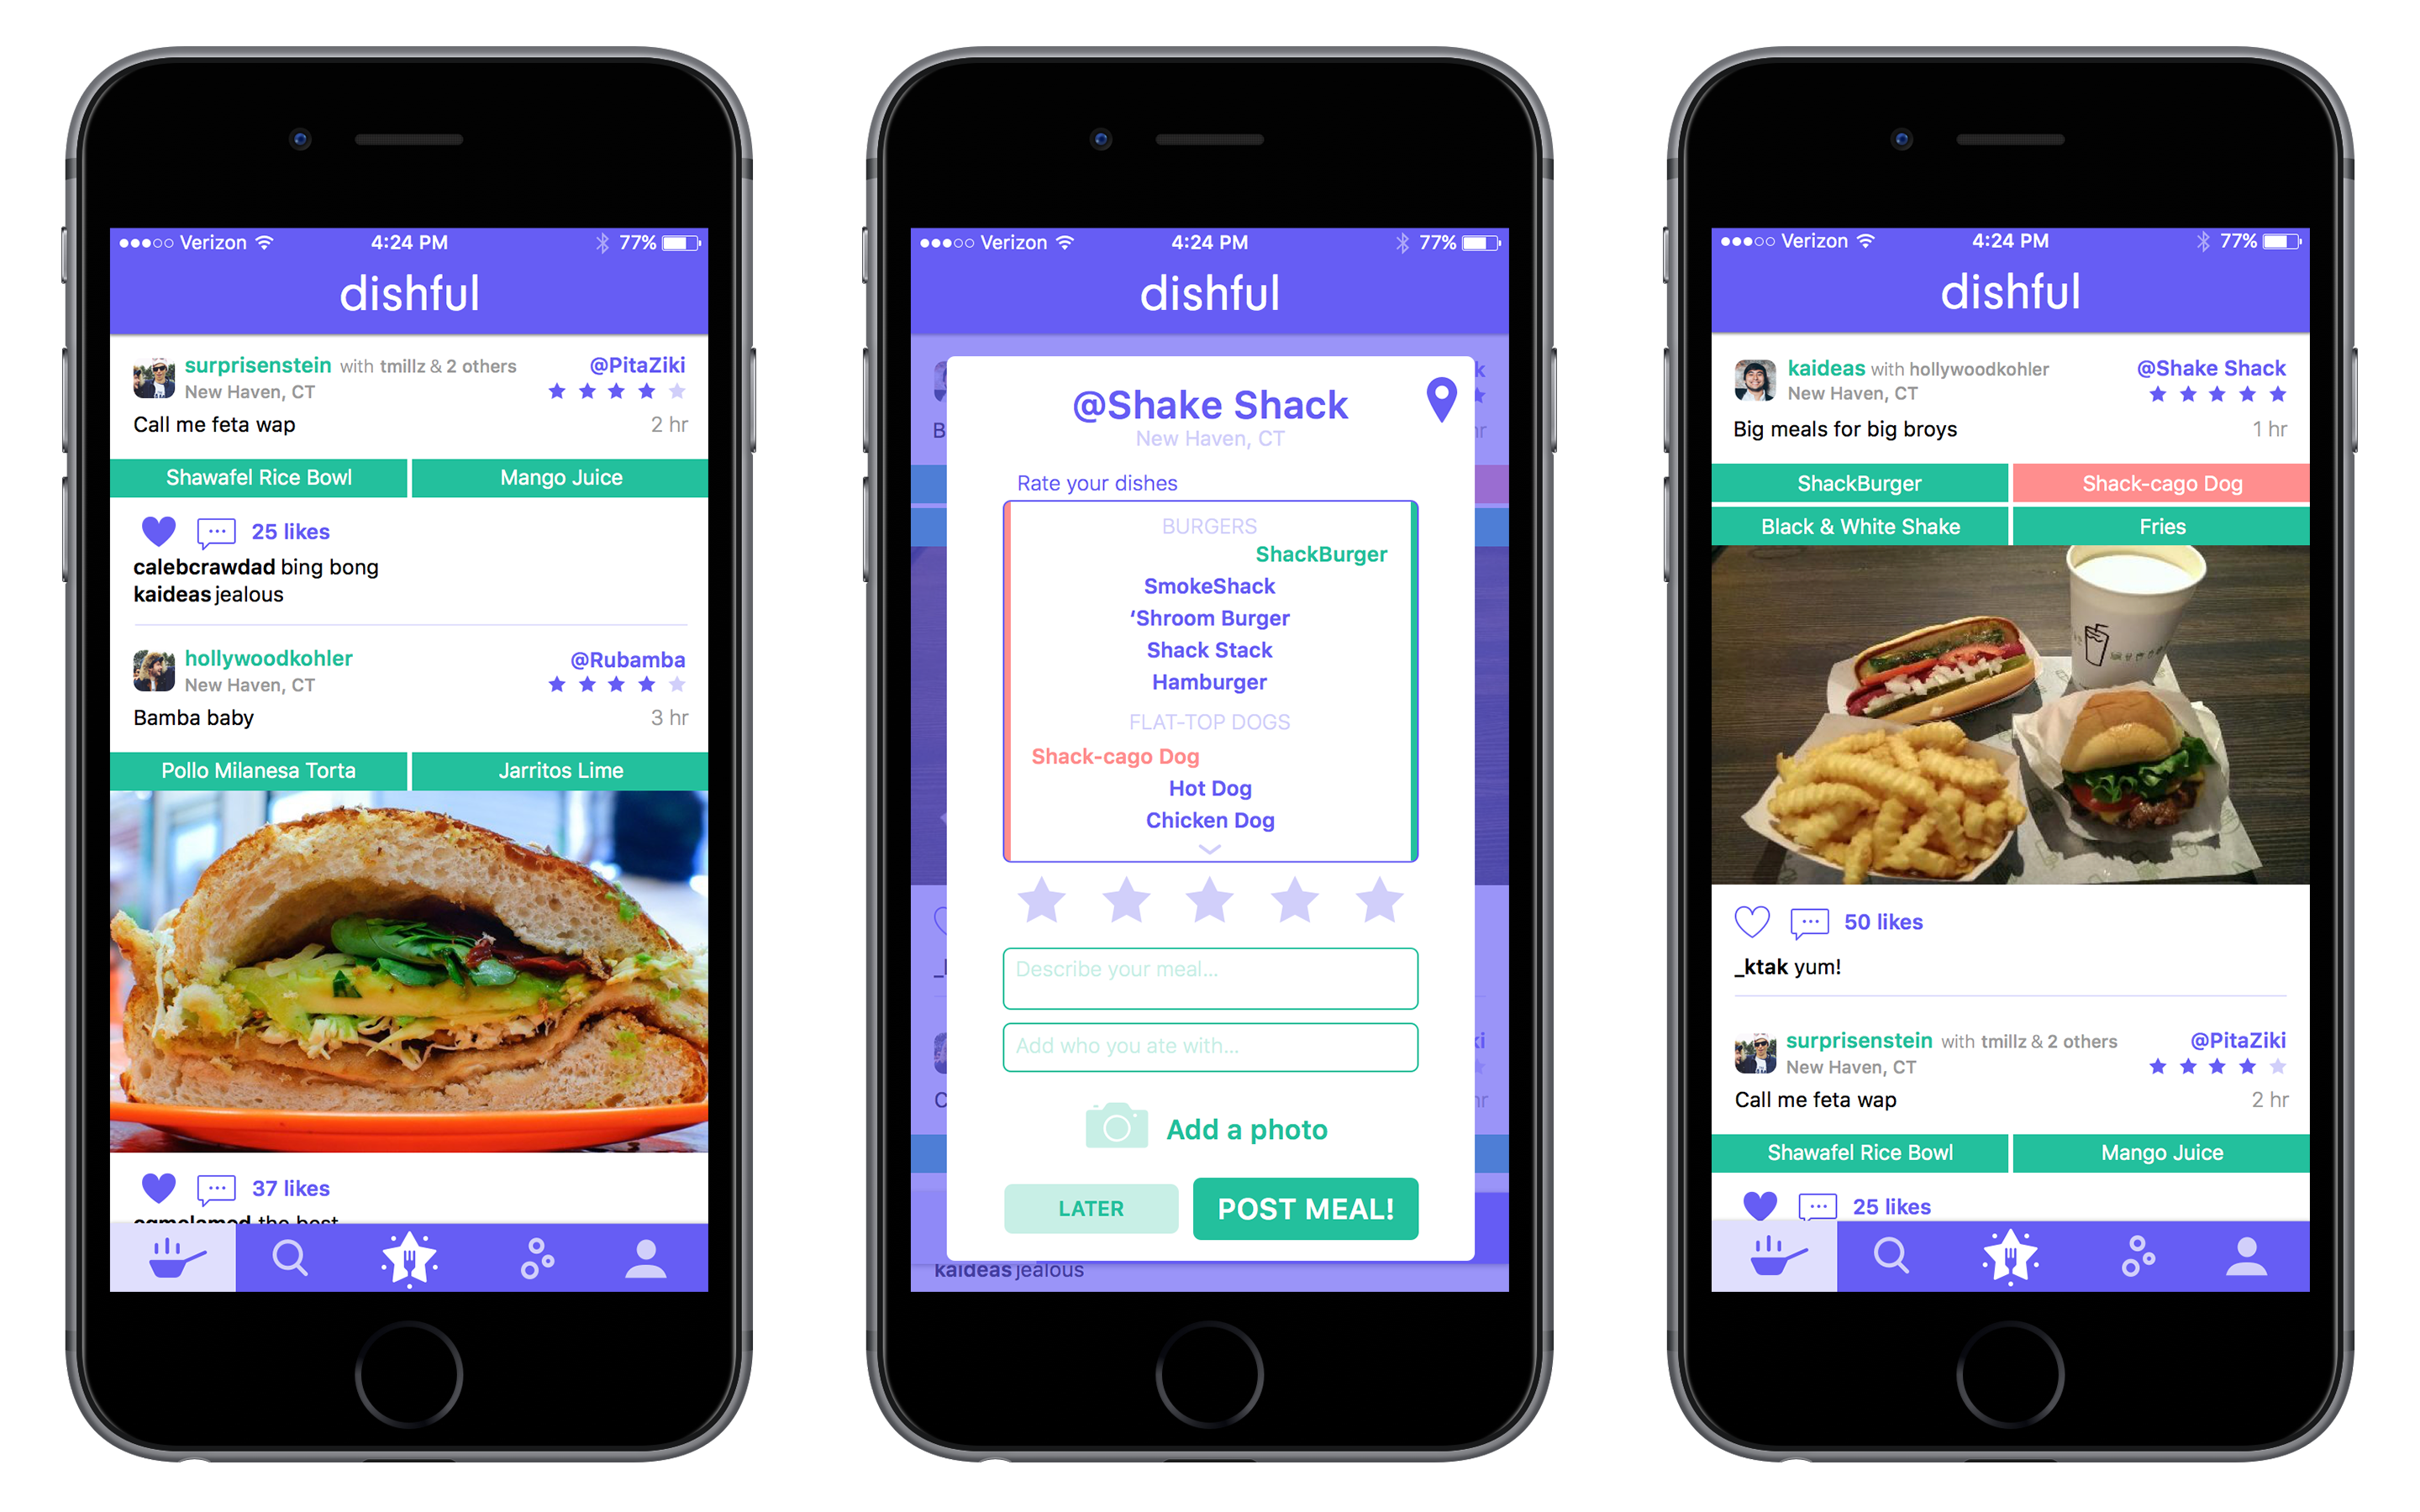 Verizon 4:24 PM 77%
dishful
surprisenstein with tmillz & 2 others @PitaZiki
New Haven, CT
Call me feta wap 2 hr
Shawafel Rice Bowl Mango Juice
25 likes
calebcrawdad bing bong
kaideas jealous
hollywoodkohler @Rubamba
New Haven, CT
Bamba baby 3 hr
Pollo Milanesa Torta Jarritos Lime
37 likes
the best
Verizon 4:24 PM 77%
dishful
@Shake Shack
New Haven, CT
Rate your dishes
BURGERS
ShackBurger
SmokeShack
‘Shroom Burger
Shack Stack
Hamburger
FLAT-TOP DOGS
Shack-cago Dog
Hot Dog
Chicken Dog
Describe your meal...
Add who you ate with...
Add a photo
LATER POST MEAL!
kaideas jealous
Verizon 4:24 PM 77%
dishful
kaideas with hollywoodkohler @Shake Shack
New Haven, CT
Big meals for big broys 1 hr
ShackBurger Shack-cago Dog
Black & White Shake Fries
50 likes
_ktak yum!
surprisenstein with tmillz & 2 others @PitaZiki
New Haven, CT
Call me feta wap 2 hr
Shawafel Rice Bowl Mango Juice
25 likes